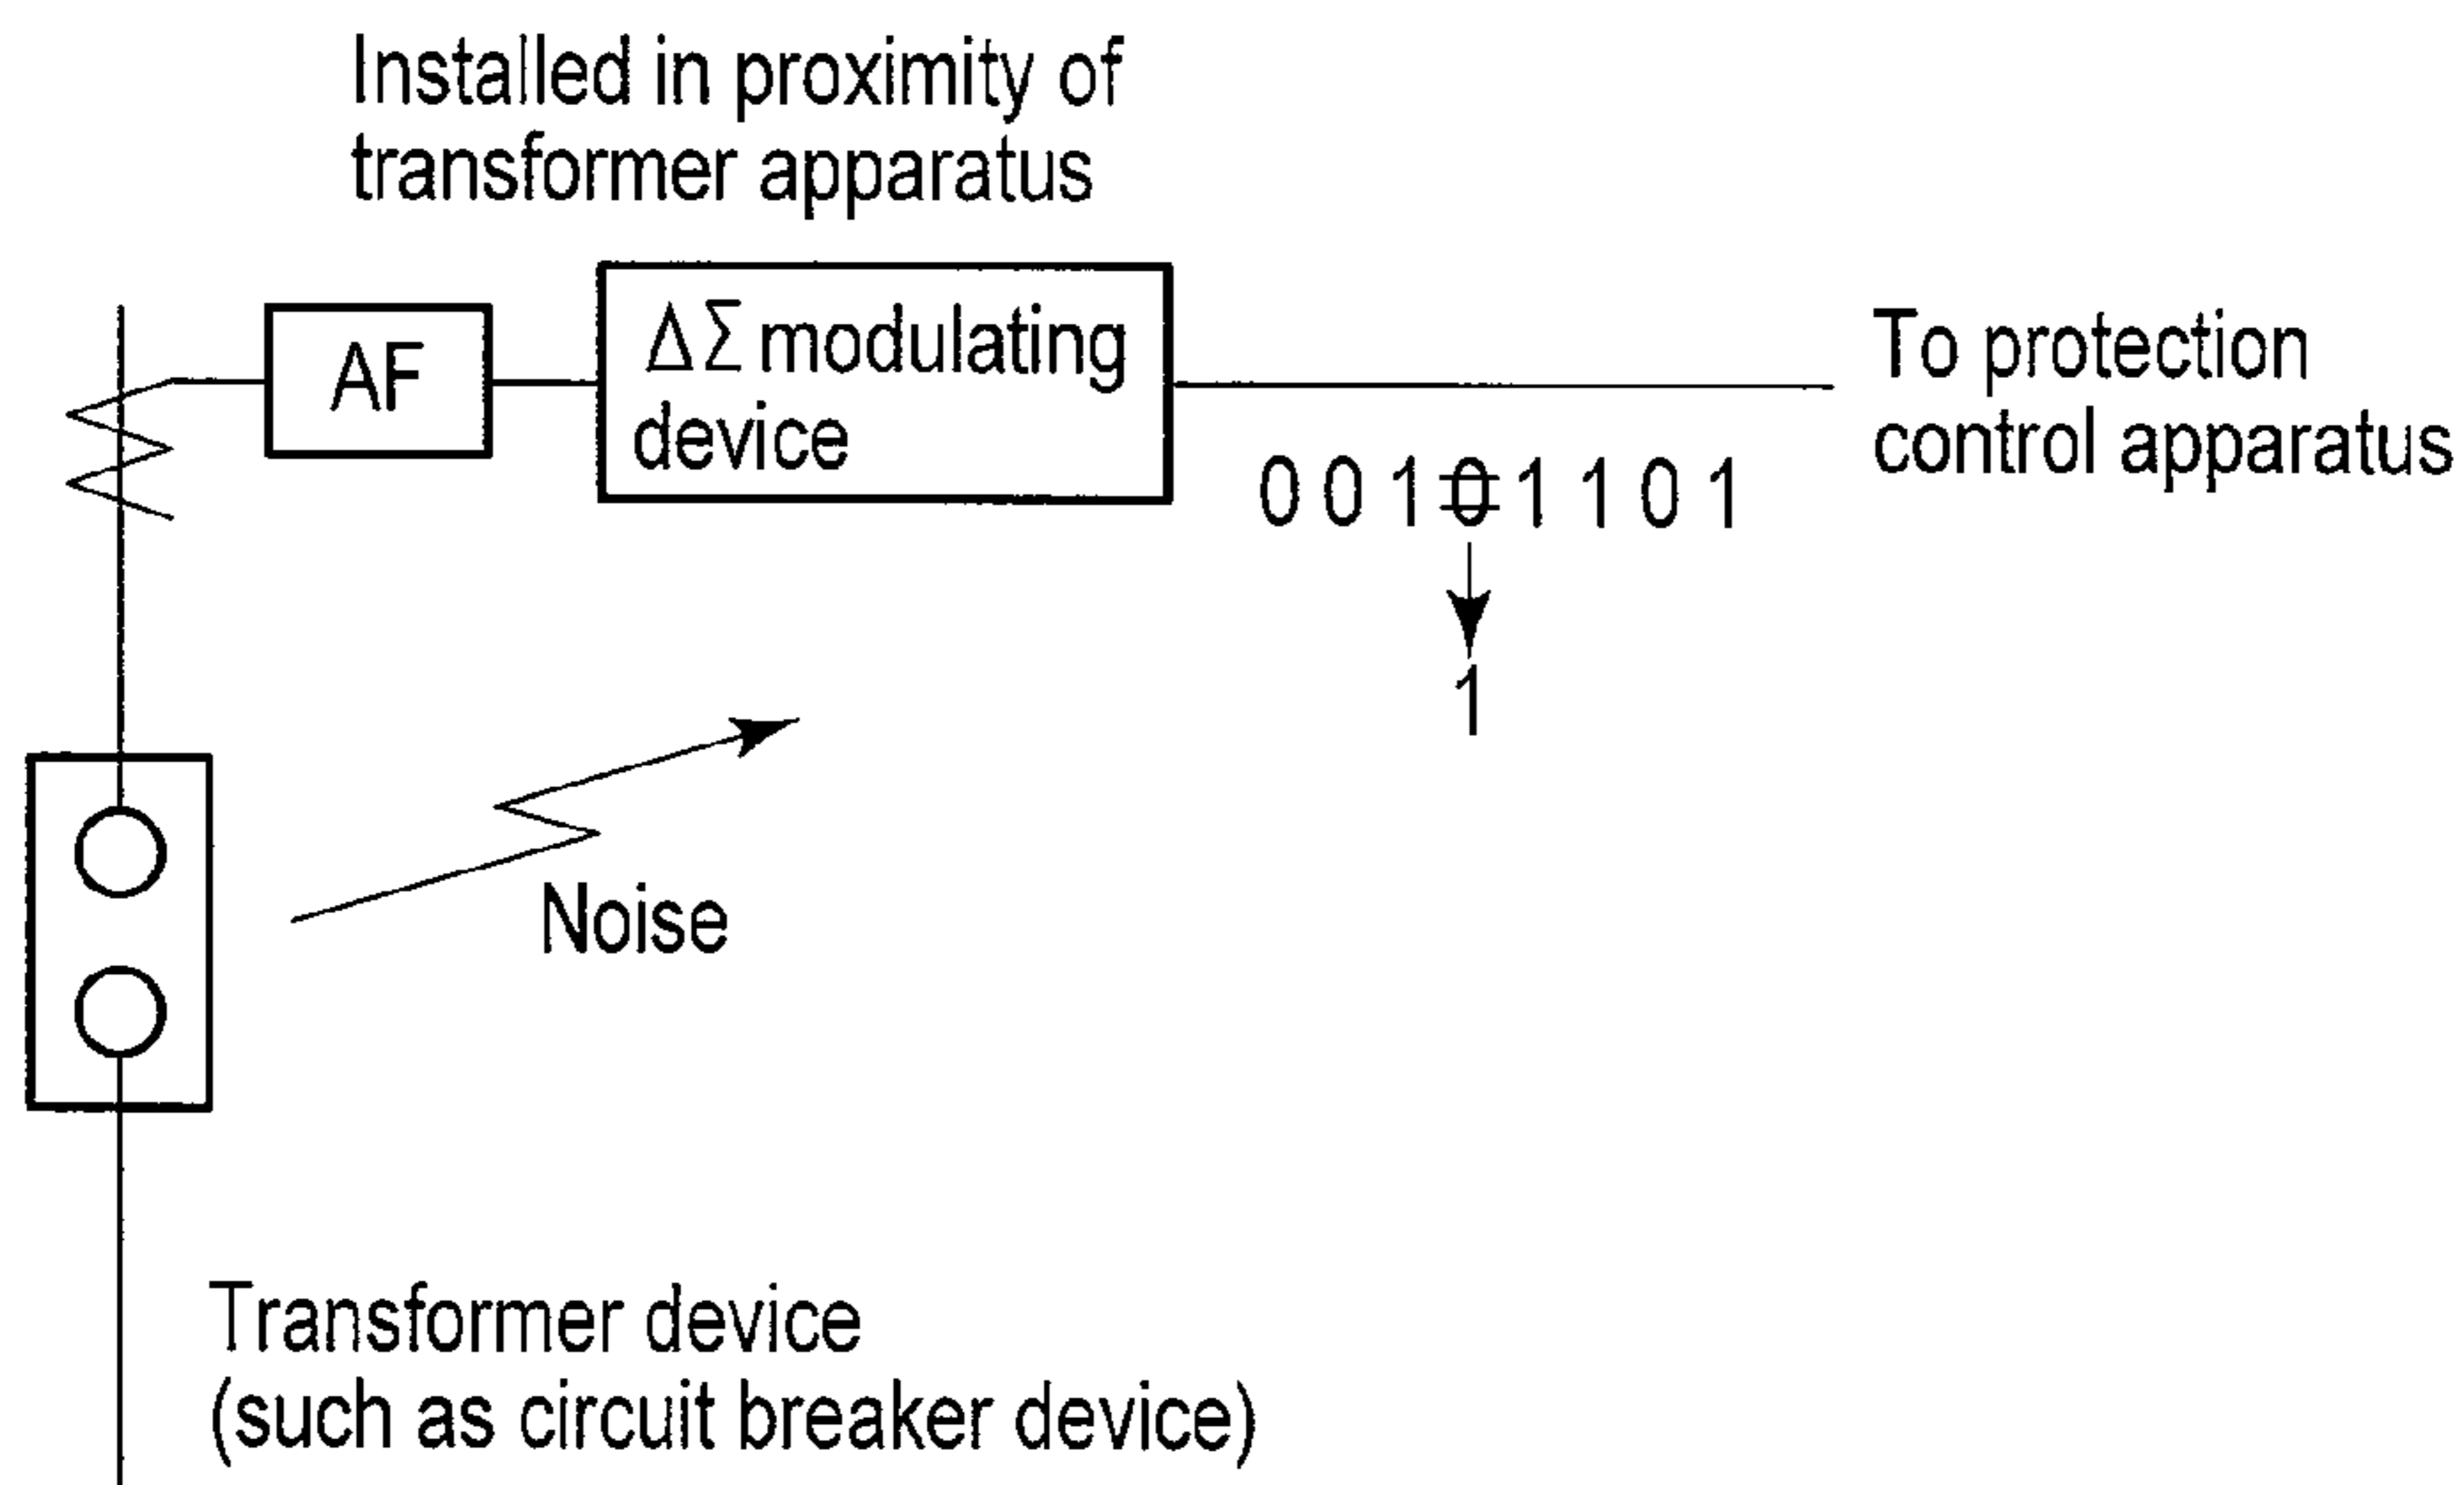 Installed in proximity of
transformer apparatus
AF
ΔΣ modulating
device
To protection
control apparatus
0 0 1 0 1 1 0 1
1
Noise
Transformer device
(such as circuit breaker device)